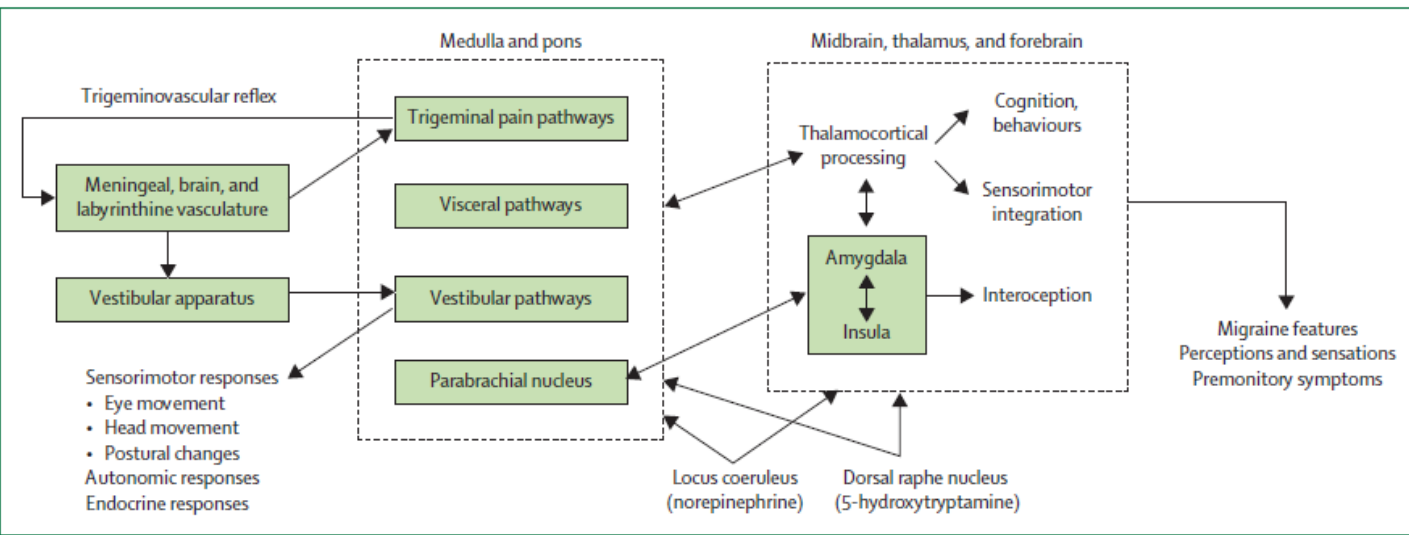 Medulla and pons
Midbrain, thalamus, and forebrain
Trigeminovascular reflex
Trigeminal pain pathways
Cognition,
behaviours
Thalamocortical
processing
Meningeal, brain, and
labyrinthine vasculature
Visceral pathways
Sensorimotor
integration
Amygdala
Vestibular apparatus
Vestibular pathways
Interoception
Insula
Migraine features
Perceptions and sensations
Premonitory symptoms
Sensorimotor responses
• Eye movement
• Head movement
• Postural changes
Autonomic responses
Endocrine responses
Parabrachial nucleus
Locus coeruleus
(norepinephrine)
Dorsal raphe nucleus
(5-hydroxytryptamine)